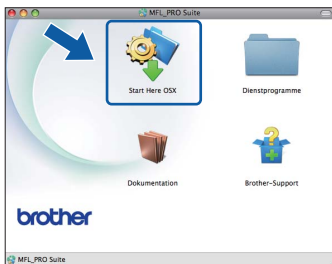 MFL_PRO Suite
Start Here OSX
Dienstprogramme
Dokumentation
Brother-Support
brother
MFL_PRO Suite